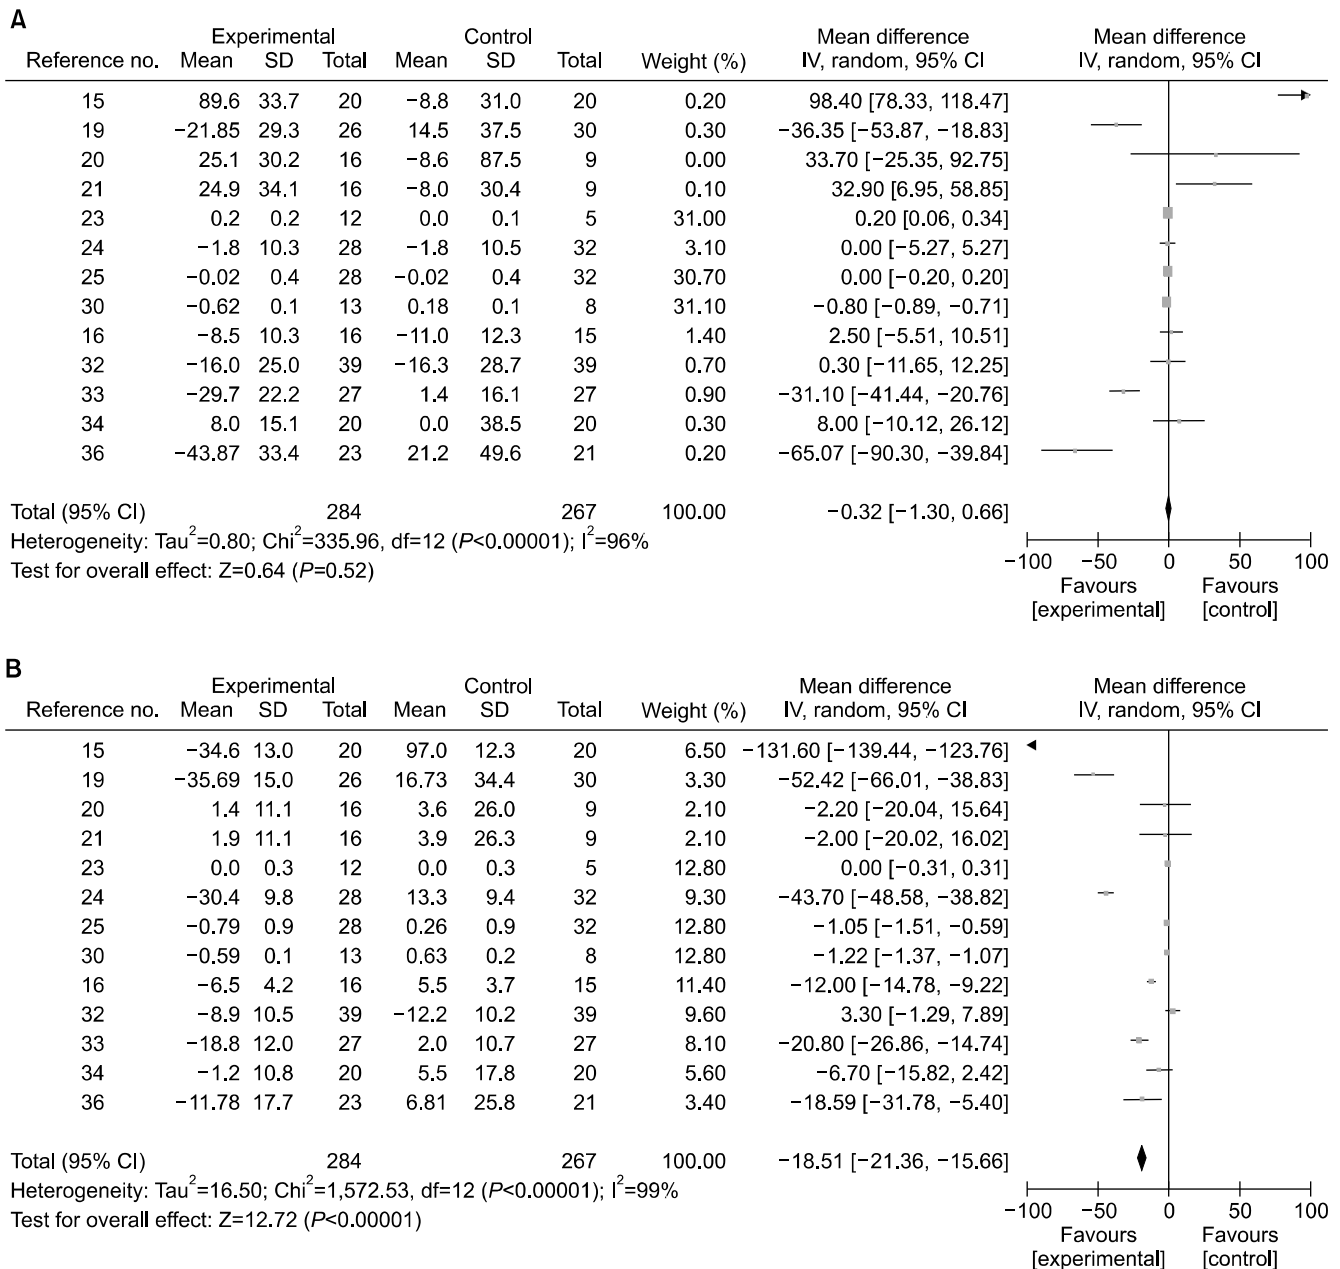 A
Experimental Control Mean difference Mean difference
Reference no. Mean SD Total Mean SD Total Weight (%) IV, random, 95% CI IV, random, 95% CI
15 89.6 33.7 20 −8.8 31.0 20 0.20 98.40 [78.33, 118.47]
19 −21.85 29.3 26 14.5 37.5 30 0.30 −36.35 [−53.87, −18.83]
20 25.1 30.2 16 −8.6 87.5 9 0.00 33.70 [−25.35, 92.75]
21 24.9 34.1 16 −8.0 30.4 9 0.10 32.90 [6.95, 58.85]
23 0.2 0.2 12 0.0 0.1 5 31.00 0.20 [0.06, 0.34]
24 −1.8 10.3 28 −1.8 10.5 32 3.10 0.00 [−5.27, 5.27]
25 −0.02 0.4 28 −0.02 0.4 32 30.70 0.00 [−0.20, 0.20]
30 −0.62 0.1 13 0.18 0.1 8 31.10 −0.80 [−0.89, −0.71]
16 −8.5 10.3 16 −11.0 12.3 15 1.40 2.50 [−5.51, 10.51]
32 −16.0 25.0 39 −16.3 28.7 39 0.70 0.30 [−11.65, 12.25]
33 −29.7 22.2 27 1.4 16.1 27 0.90 −31.10 [−41.44, −20.76]
34 8.0 15.1 20 0.0 38.5 20 0.30 8.00 [−10.12, 26.12]
36 −43.87 33.4 23 21.2 49.6 21 0.20 −65.07 [−90.30, −39.84]
Total (95% CI) 284 267 100.00 −0.32 [−1.30, 0.66]
Heterogeneity: Tau²=0.80; Chi²=335.96, df=12 (P<0.00001); I²=96%
Test for overall effect: Z=0.64 (P=0.52)
−100 −50 0 50 100
Favours Favours
[experimental] [control]
B
Experimental Control Mean difference Mean difference
Reference no. Mean SD Total Mean SD Total Weight (%) IV, random, 95% CI IV, random, 95% CI
15 −34.6 13.0 20 97.0 12.3 20 6.50 −131.60 [−139.44, −123.76]
19 −35.69 15.0 26 16.73 34.4 30 3.30 −52.42 [−66.01, −38.83]
20 1.4 11.1 16 3.6 26.0 9 2.10 −2.20 [−20.04, 15.64]
21 1.9 11.1 16 3.9 26.3 9 2.10 −2.00 [−20.02, 16.02]
23 0.0 0.3 12 0.0 0.3 5 12.80 0.00 [−0.31, 0.31]
24 −30.4 9.8 28 13.3 9.4 32 9.30 −43.70 [−48.58, −38.82]
25 −0.79 0.9 28 0.26 0.9 32 12.80 −1.05 [−1.51, −0.59]
30 −0.59 0.1 13 0.63 0.2 8 12.80 −1.22 [−1.37, −1.07]
16 −6.5 4.2 16 5.5 3.7 15 11.40 −12.00 [−14.78, −9.22]
32 −8.9 10.5 39 −12.2 10.2 39 9.60 3.30 [−1.29, 7.89]
33 −18.8 12.0 27 2.0 10.7 27 8.10 −20.80 [−26.86, −14.74]
34 −1.2 10.8 20 5.5 17.8 20 5.60 −6.70 [−15.82, 2.42]
36 −11.78 17.7 23 6.81 25.8 21 3.40 −18.59 [−31.78, −5.40]
Total (95% CI) 284 267 100.00 −18.51 [−21.36, −15.66]
Heterogeneity: Tau²=16.50; Chi²=1,572.53, df=12 (P<0.00001); I²=99%
Test for overall effect: Z=12.72 (P<0.00001)
−100 −50 0 50 100
Favours Favours
[experimental] [control]